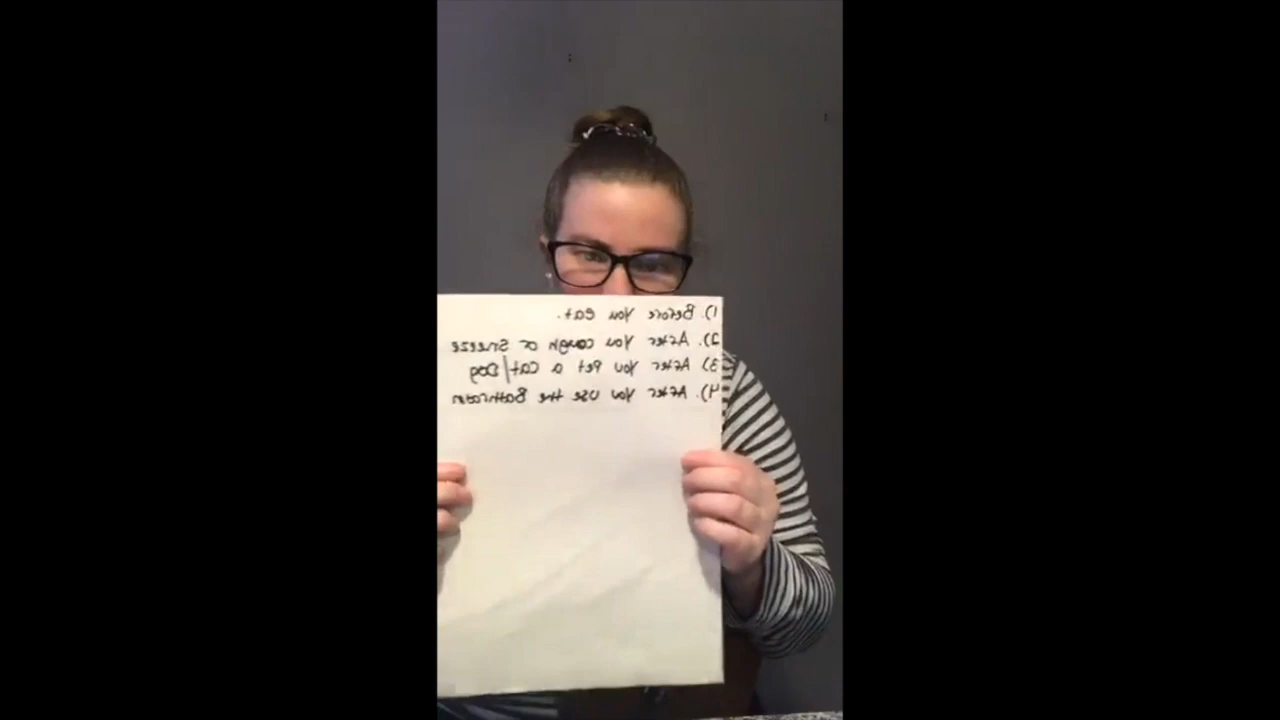 1). Before You eat.
2). After You cough or Sneeze
3) After You Pet a Cat/Dog
4). After You use the Bathroom